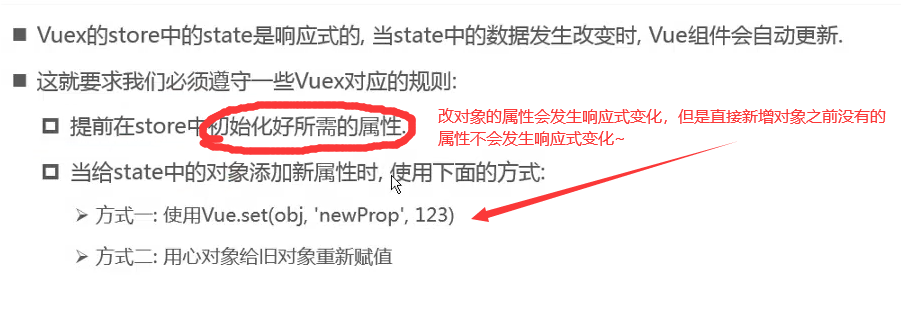 ■ Vuex的store中的state是响应式的, 当state中的数据发生改变时, Vue组件会自动更新.
■ 这就要求我们必须遵守一些Vuex对应的规则:
提前在store中初始化好所需的属性.
改对象的属性会发生响应式变化，但是直接新增对象之前没有的
属性不会发生响应式变化~
当给state中的对象添加新属性时, 使用下面的方式:
➢ 方式一: 使用Vue.set(obj, 'newProp', 123)
➢ 方式二: 用心对象给旧对象重新赋值